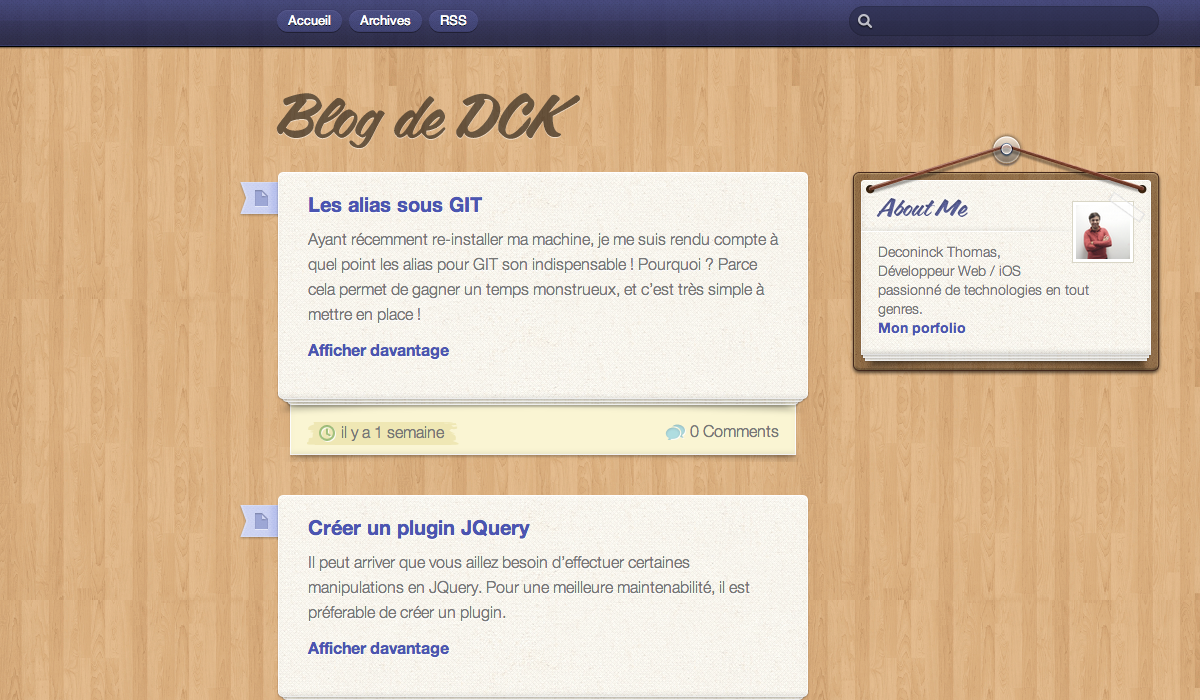 Accueil Archives RSS
Blog de DCK
Les alias sous GIT
Ayant récemment re-installer ma machine, je me suis rendu compte à
quel point les alias pour GIT son indispensable ! Pourquoi ? Parce
cela permet de gagner un temps monstrueux, et c'est très simple à
mettre en place !
Afficher davantage
il y a 1 semaine
0 Comments
Créer un plugin JQuery
Il peut arriver que vous aillez besoin d'effectuer certaines
manipulations en JQuery. Pour une meilleure maintenabilité, il est
préferable de créer un plugin.
Afficher davantage
About Me
Deconinck Thomas,
Développeur Web / iOS
passionné de technologies en tout
genres.
Mon porfolio